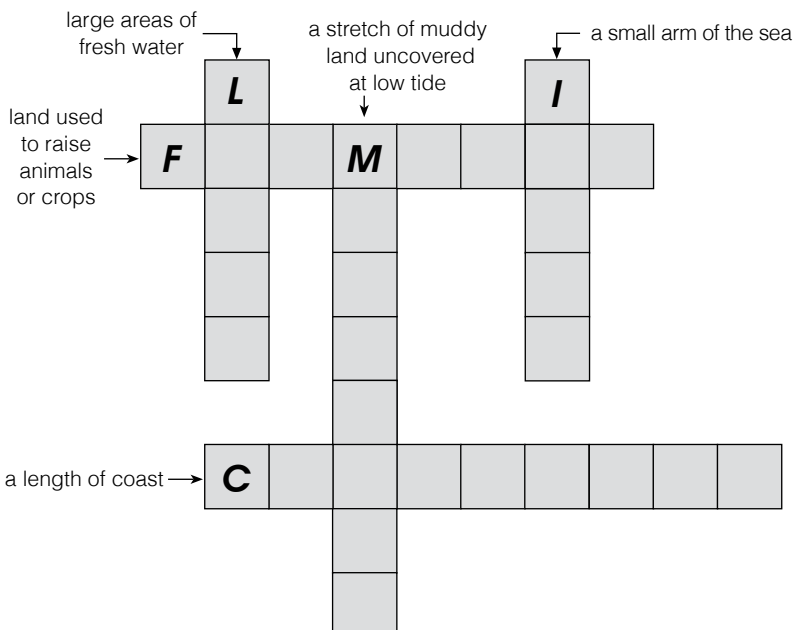 large areas of
fresh water
a stretch of muddy
land uncovered
at low tide
a small arm of the sea
L
I
land used
to raise
animals
or crops
F
M
a length of coast
C